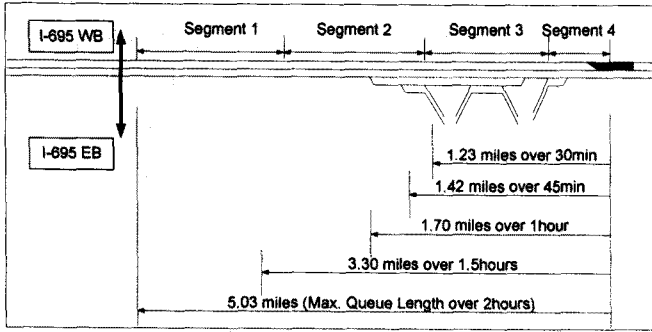 I-695 WB
Segment 1
Segment 2
Segment 3
Segment 4
I-695 EB
1.23 miles over 30min
1.42 miles over 45min
1.70 miles over 1hour
3.30 miles over 1.5hours
5.03 miles (Max. Queue Length over 2hours)